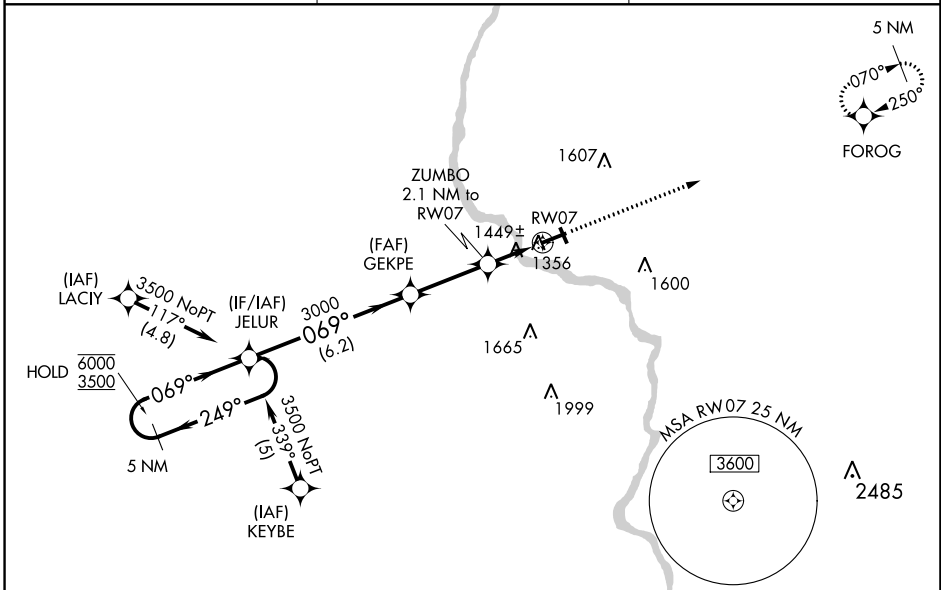 5 NM
070°
250°
FOROG
1607
ZUMBO
2.1 NM to
RW07
RW07
1449±
1356
(FAF)
GEKPE
1600
(IAF)
LACIY
3500 NoPT
117°
(4.8)
(IF/IAF)
JELUR
3000
069°
(6.2)
1665
HOLD
6000
3500
069°
249°
1999
5 NM
3500 NoPT
339°
(5)
(IAF)
KEYBE
MSA RW07 25 NM
3600
2485